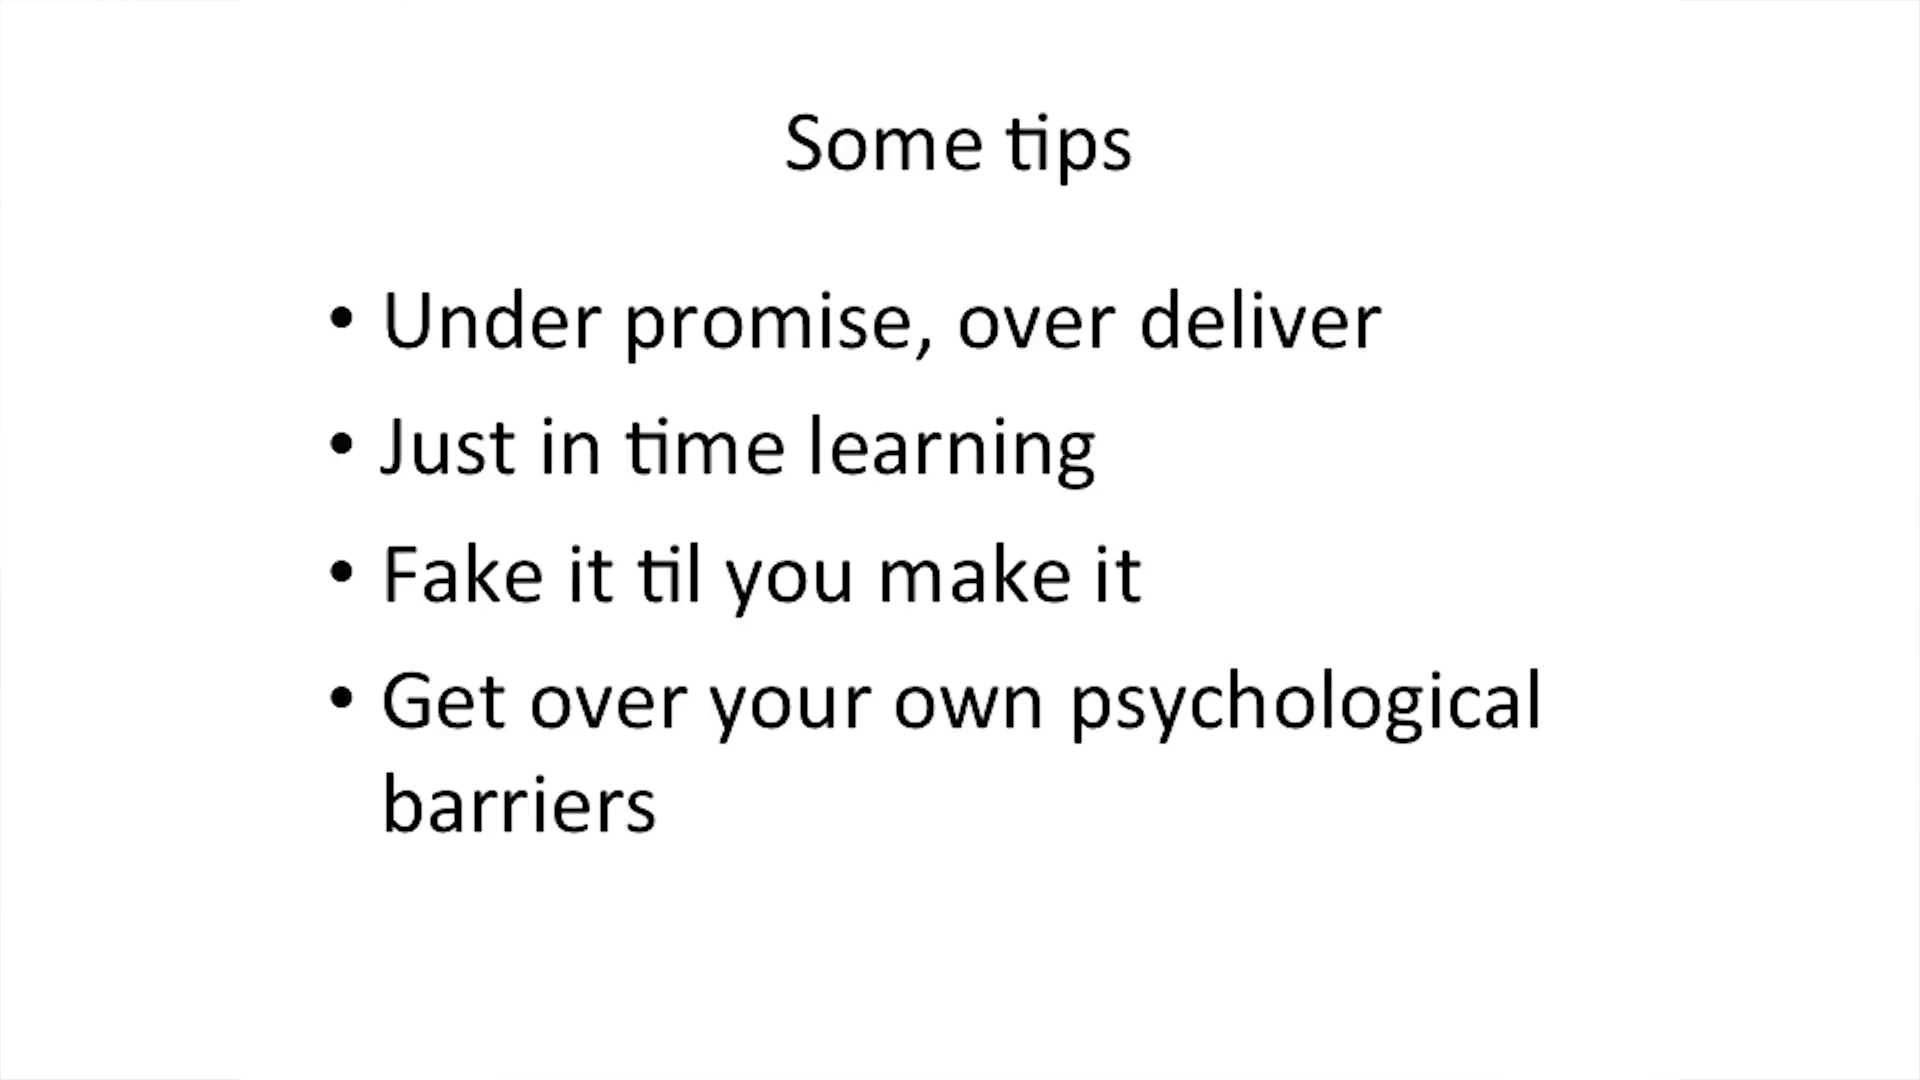 Some tips
• Under promise, over deliver
• Just in time learning
• Fake it til you make it
• Get over your own psychological
barriers